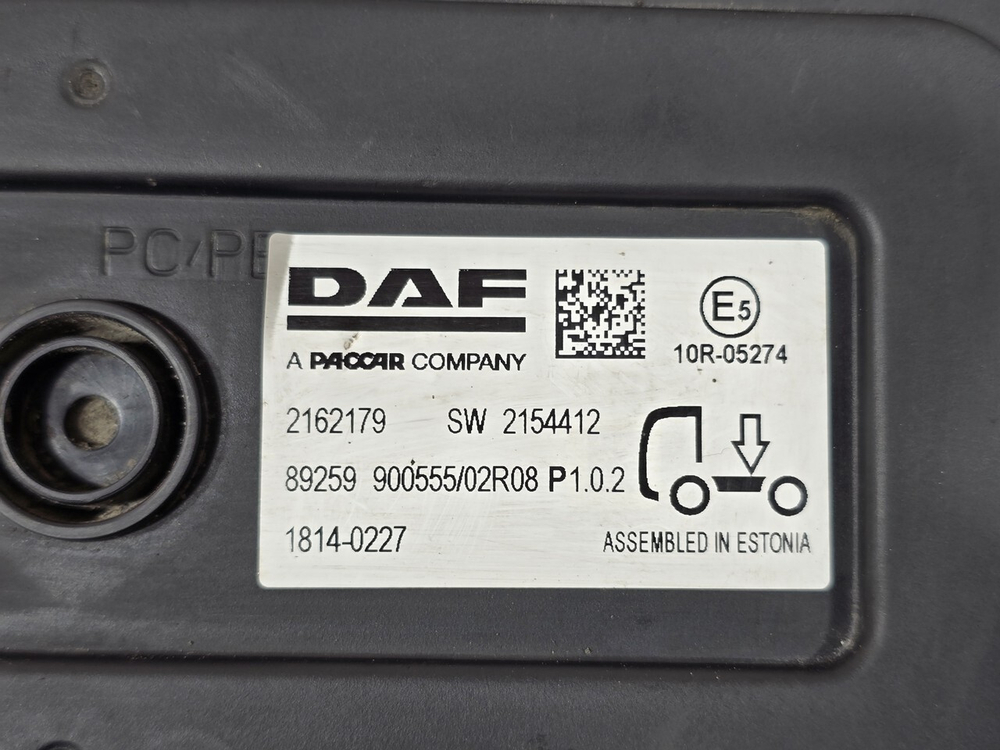 PC/PE
DAF
A PACCAR COMPANY
E5
10R-05274
2162179 SW 2154412
89259 900555/02R08 P1.0.2
1814-0227
ASSEMBLED IN ESTONIA